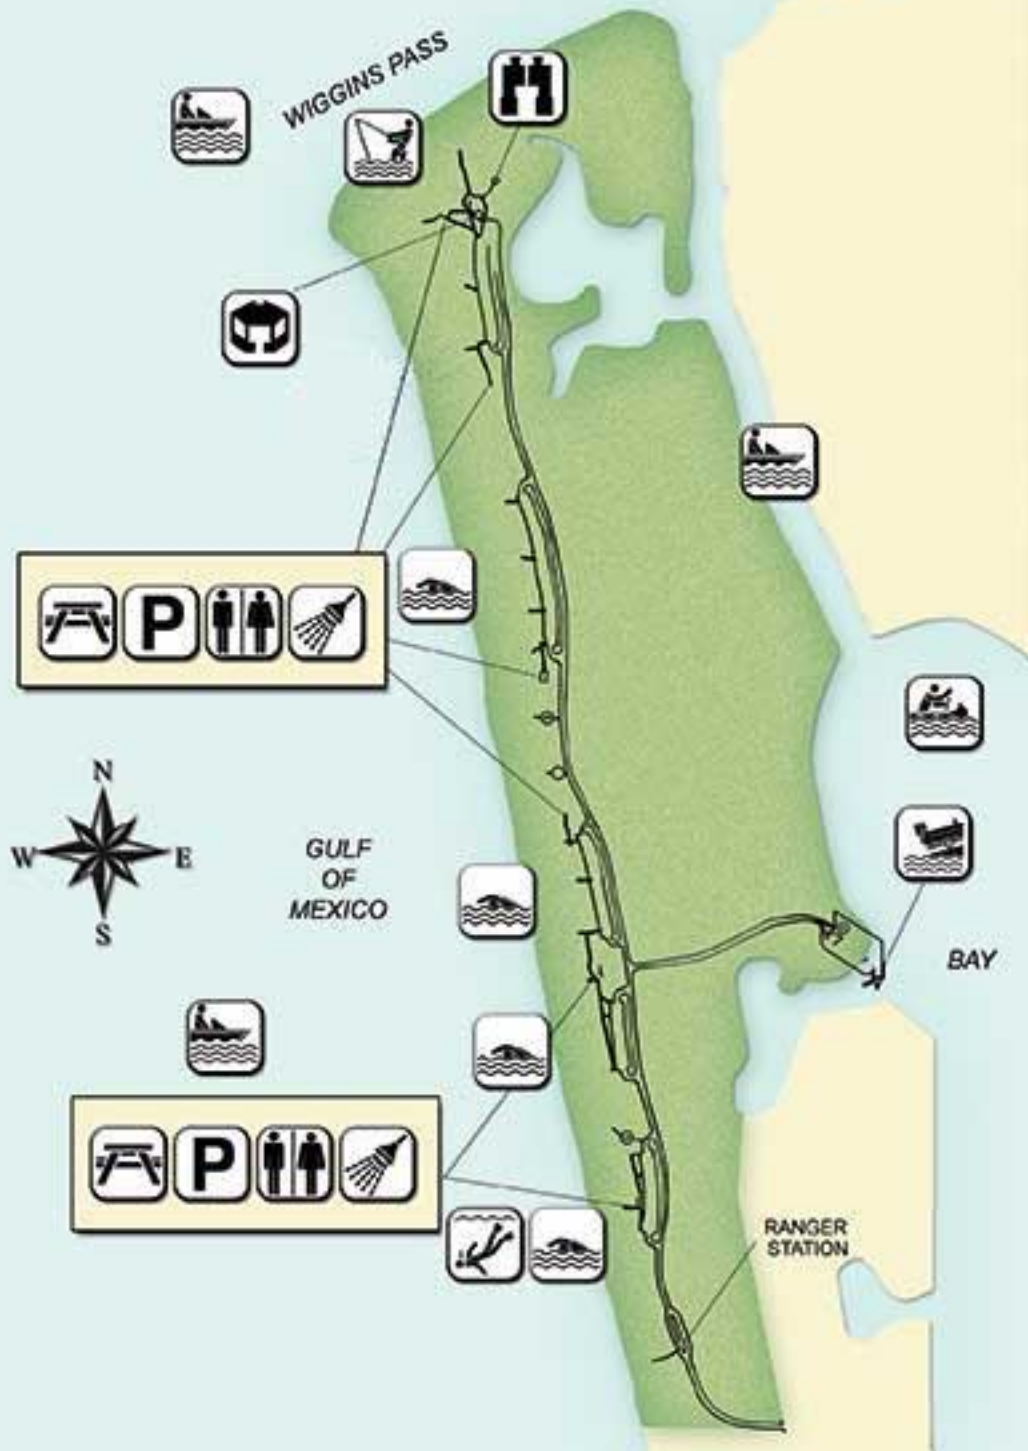 WIGGINS PASS
P
N
W E
S
GULF
OF
MEXICO
BAY
P
RANGER
STATION